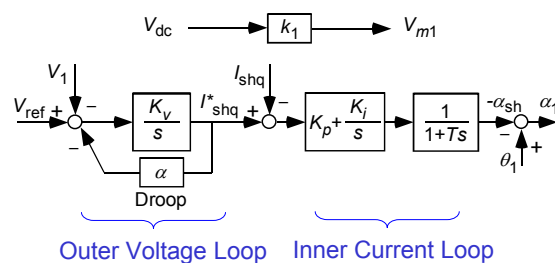 V_dc k_1 V_m1
V_1 I_shq
V_ref + − K_v/s I*_shq + − K_p + K_i/s 1/(1+Ts) -α_sh − α_1
− α θ_1 +
Droop
Outer Voltage Loop Inner Current Loop